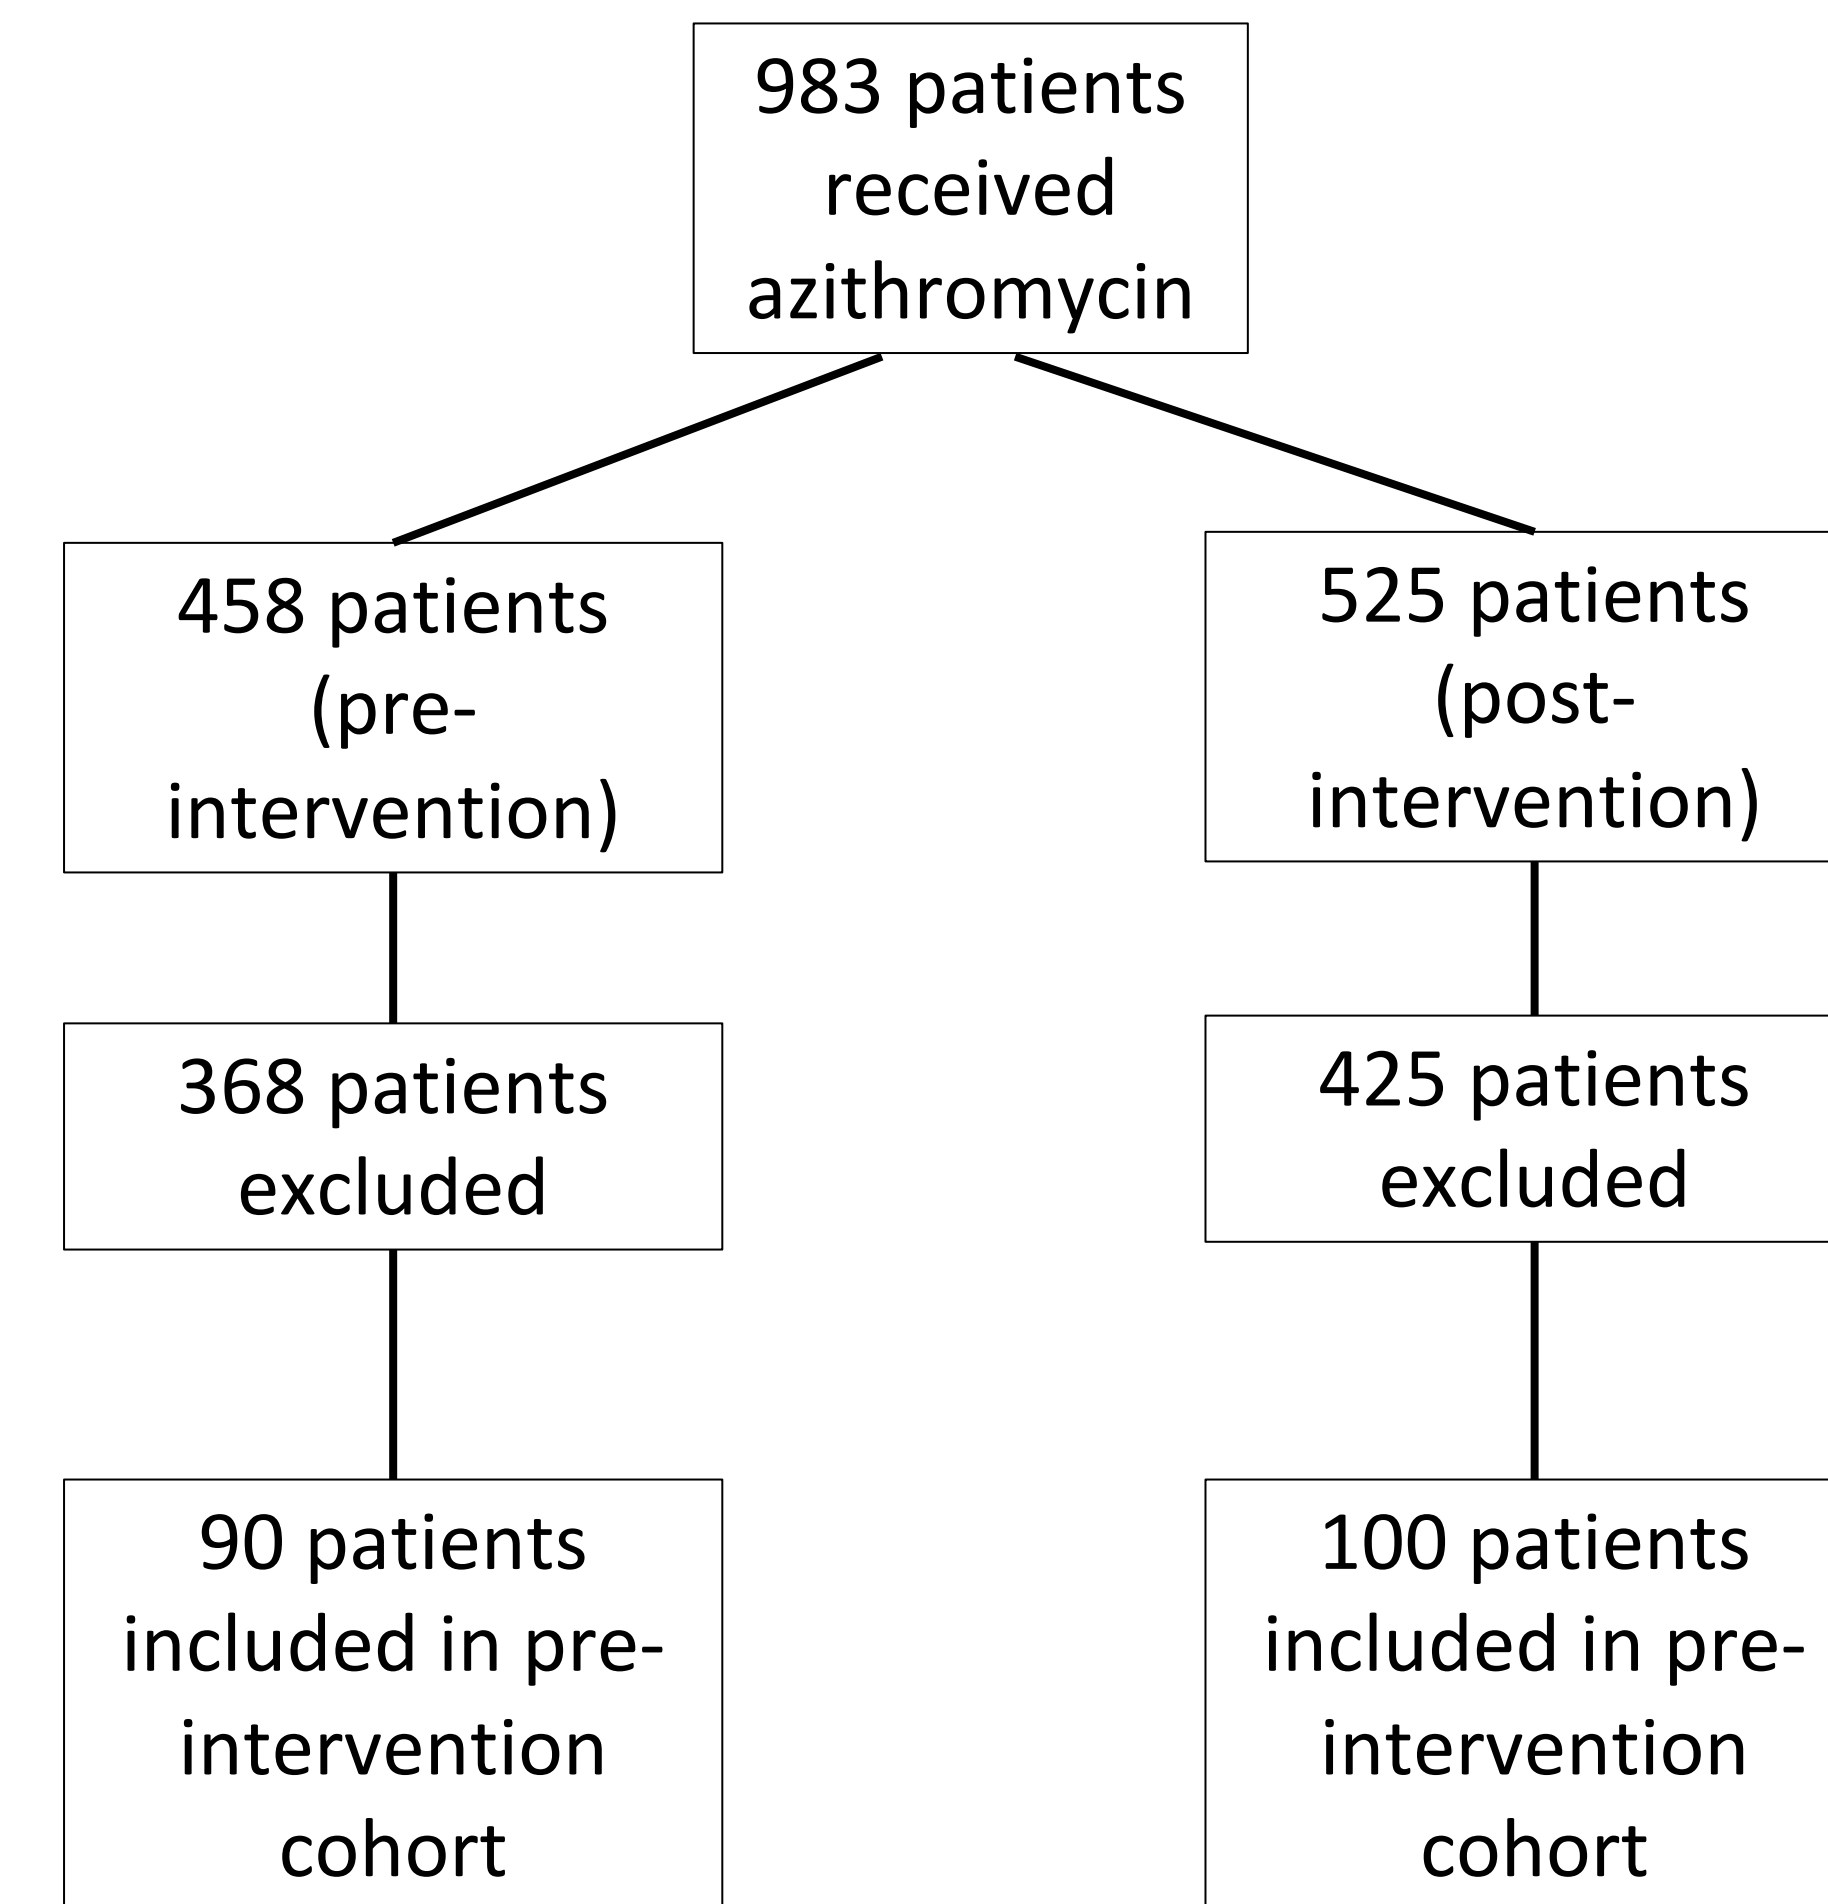 983 patients
received
azithromycin
458 patients
(pre-
intervention)
525 patients
(post-
intervention)
368 patients
excluded
425 patients
excluded
90 patients
included in pre-
intervention
cohort
100 patients
included in pre-
intervention
cohort